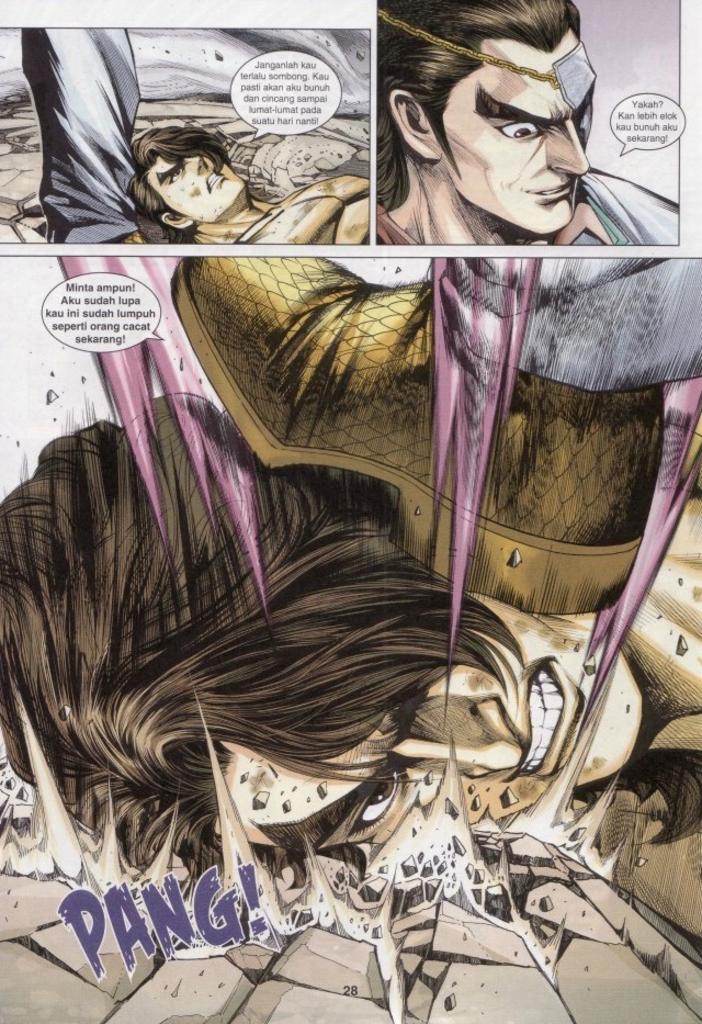 Janganlah kau
terlalu sombong. Kau
pasti akan aku bunuh
dan cincang sampai
lumat-lumat pada
suatu hari nanti!
Yakah?
Kan lebih elok
kau bunuh aku
sekarang!
Minta ampun!
Aku sudah lupa
kau ini sudah lumpuh
seperti orang cacat
sekarang!
PANG!
28